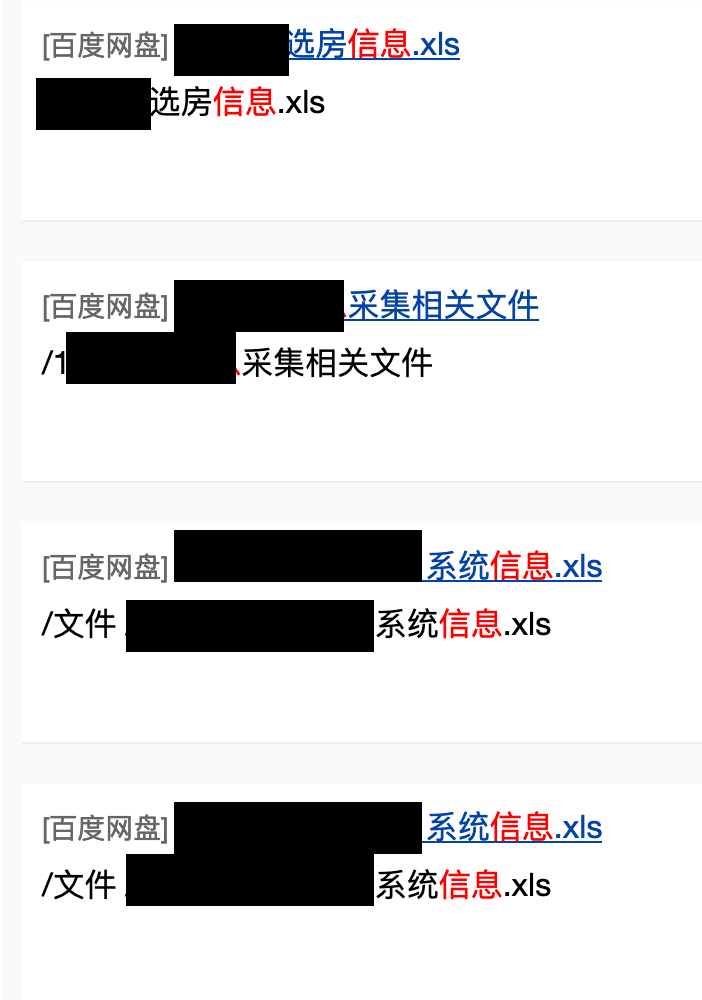 [百度网盘] 选房信息.xls
选房信息.xls
[百度网盘] 采集相关文件
/1 采集相关文件
[百度网盘] 系统信息.xls
/文件 系统信息.xls
[百度网盘] 系统信息.xls
/文件 系统信息.xls